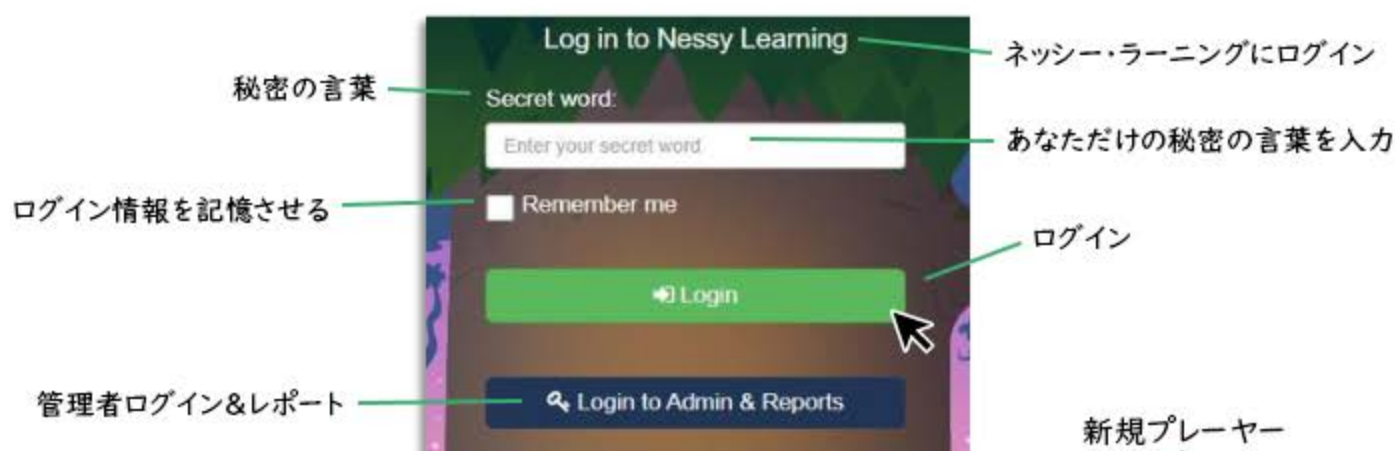 Log in to Nessy Learning
ネッシー・ラーニングにログイン
秘密の言葉
Secret word:
Enter your secret word
あなただけの秘密の言葉を入力
ログイン情報を記憶させる
Remember me
ログイン
Login
管理者ログイン&レポート
Login to Admin & Reports
新規プレーヤー